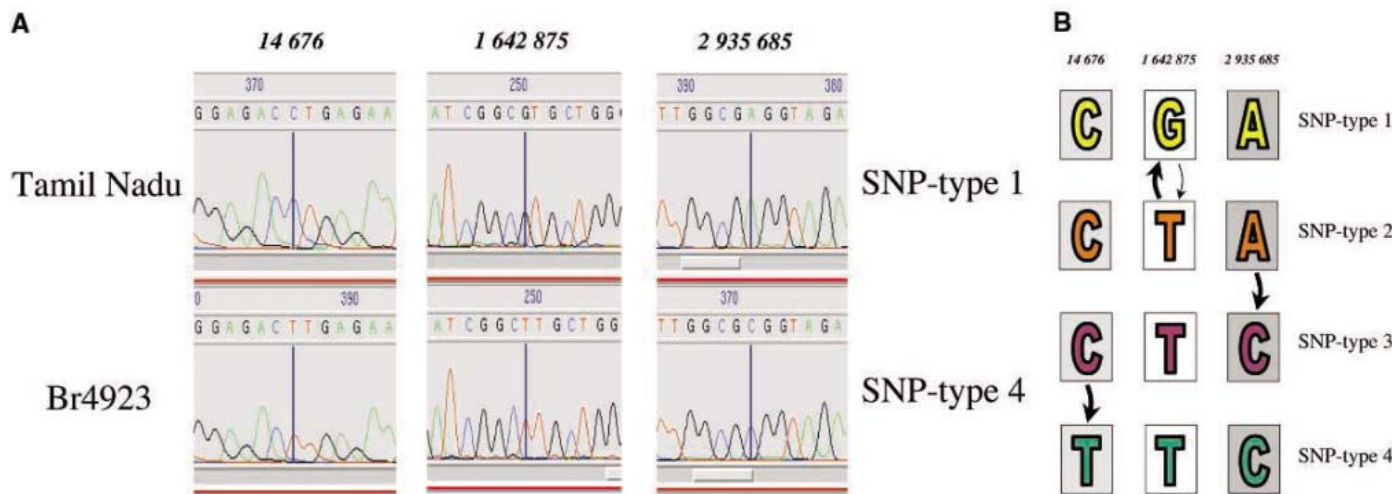 A
14 676
1 642 875
2 935 685
370
250
390 380
G G A G A C C T G A G A A
A T C G G C G T G C T G G
T T G G C G A G G T A G A
Tamil Nadu
SNP-type 1
0 390
250
370
G G A G A C T T G A G A A
A T C G G C T T G C T G G
T T G G C G C G G T A G A
Br4923
SNP-type 4
B
14 676 1 642 875 2 935 685
C G A SNP-type 1
C T A SNP-type 2
C T C SNP-type 3
T T C SNP-type 4